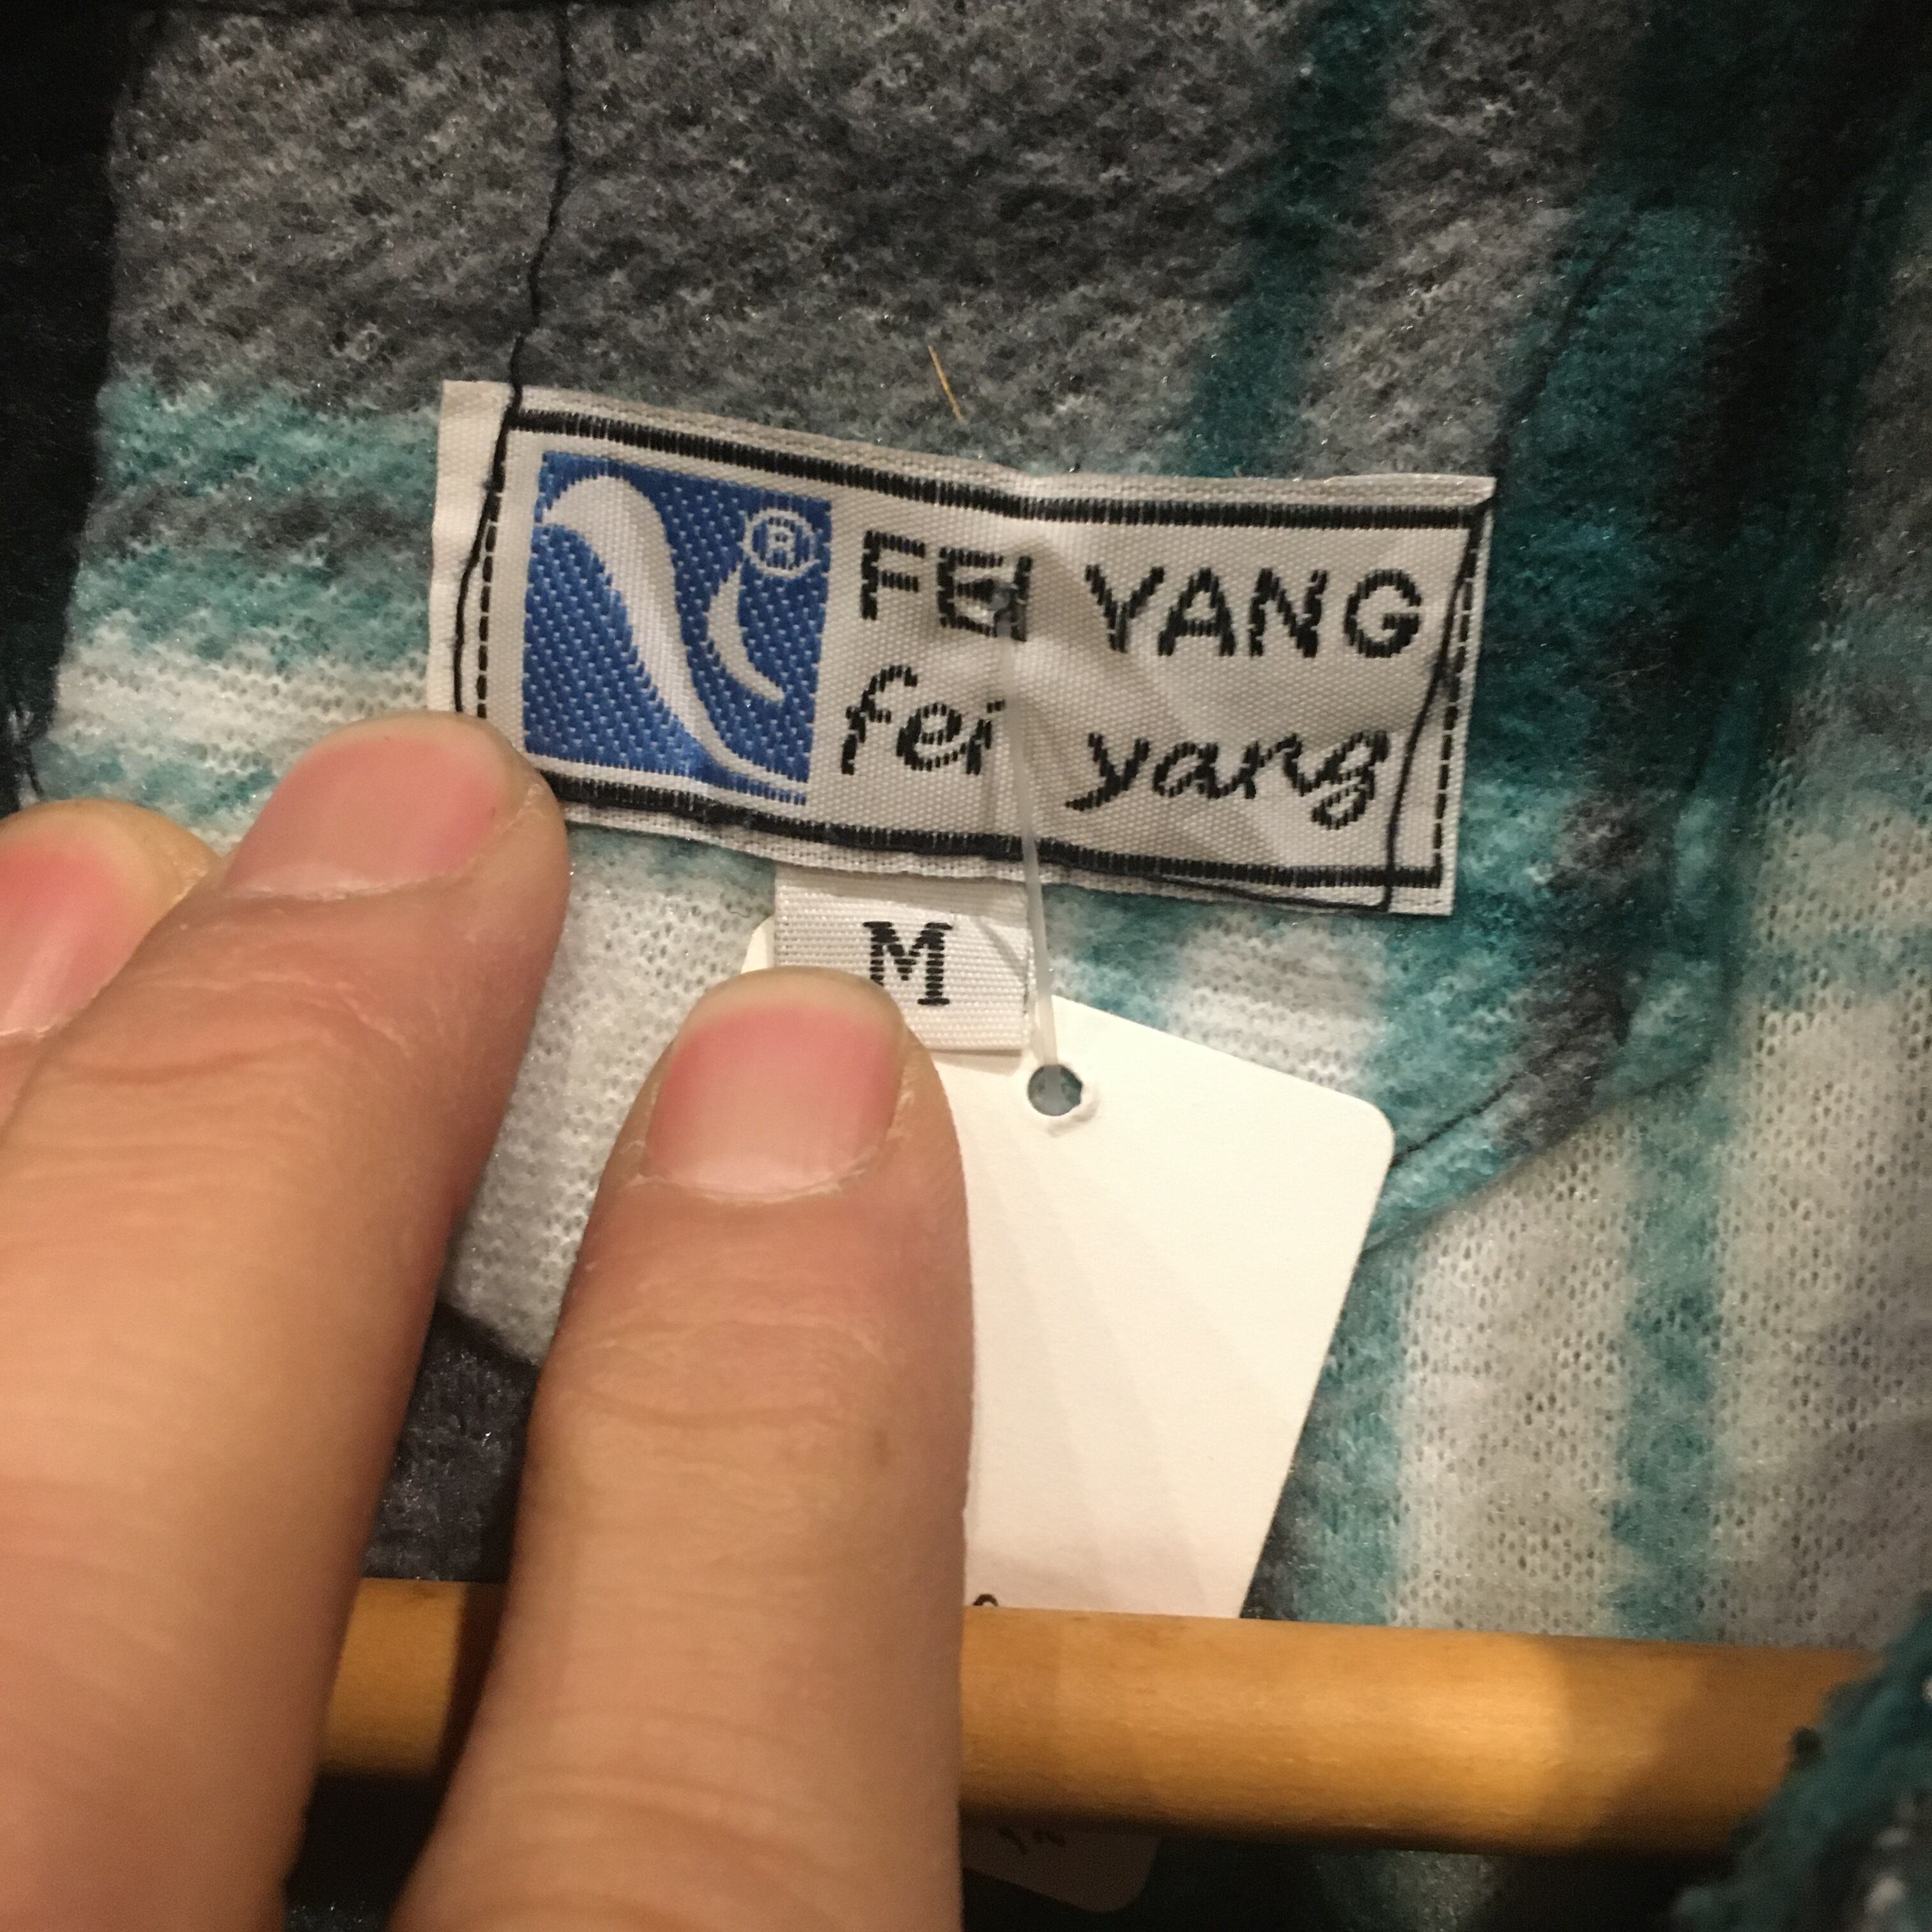 ®
FEI YANG
fei yang
M